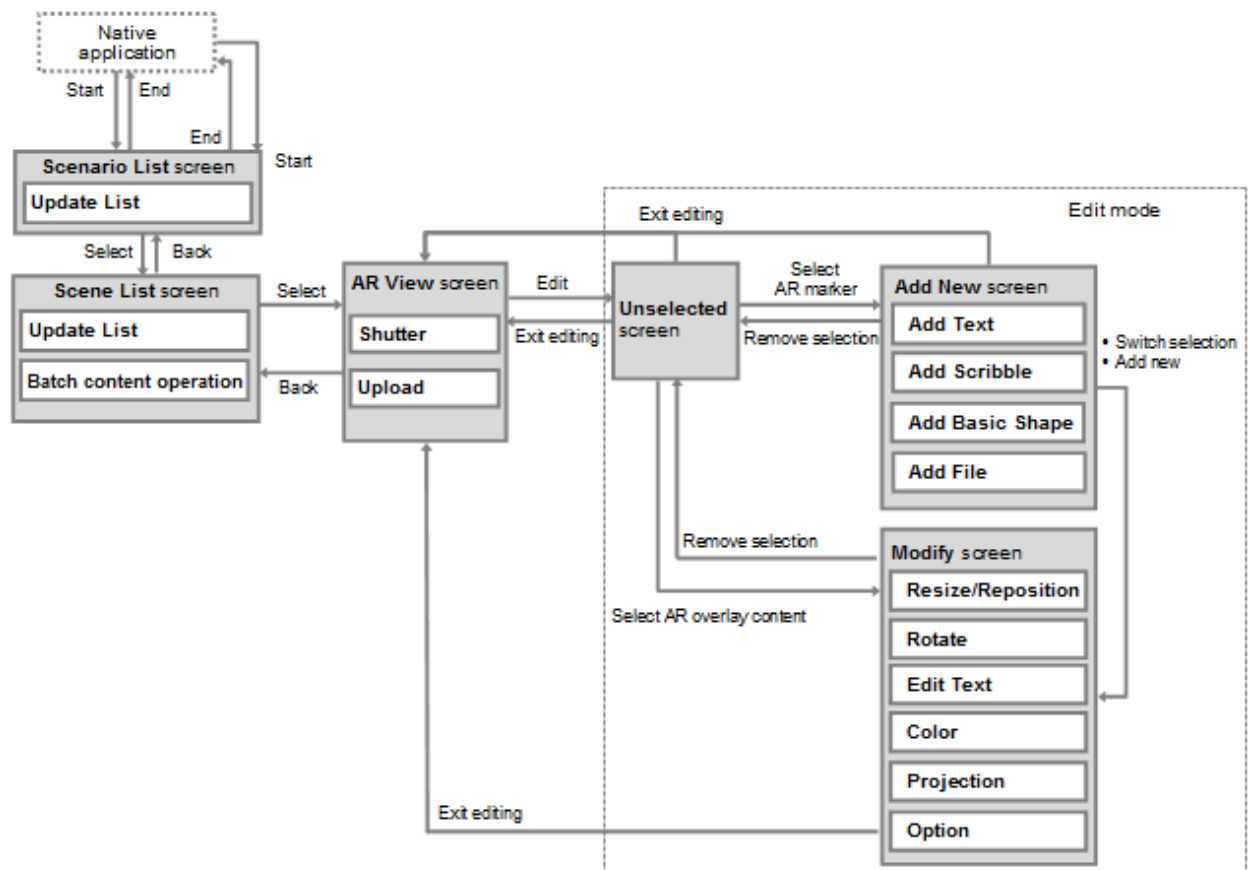 Native
application
Start
End
End
Start
Scenario List screen
Update List
Select
Back
Scene List screen
Update List
Batch content operation
Select
Back
AR View screen
Shutter
Upload
Edit
Exit editing
Exit editing
Edit mode
Unselected
screen
Select
AR marker
Remove selection
Add New screen
Add Text
Add Scribble
Add Basic Shape
Add File
• Switch selection
• Add new
Remove selection
Select AR overlay content
Modify screen
Resize/Reposition
Rotate
Edit Text
Color
Projection
Option
Exit editing